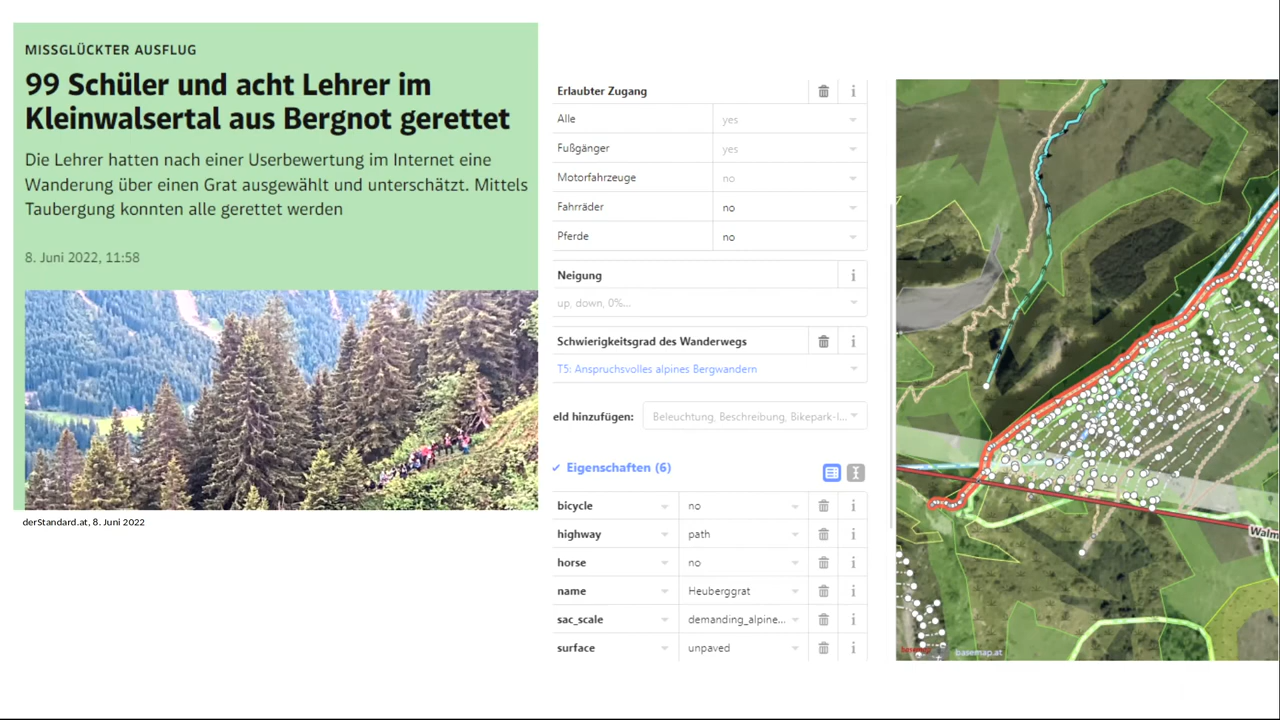 MISSGLÜCKTER AUSFLUG
99 Schüler und acht Lehrer im
Kleinwalsertal aus Bergnot gerettet
Die Lehrer hatten nach einer Userbewertung im Internet eine
Wanderung über einen Grat ausgewählt und unterschätzt. Mittels
Taubergung konnten alle gerettet werden
8. Juni 2022, 11:58
derStandard.at, 8. Juni 2022
Erlaubter Zugang
Alle yes
Fußgänger yes
Motorfahrzeuge no
Fahrräder no
Pferde no
Neigung
up, down, 0%...
Schwierigkeitsgrad des Wanderwegs
T5: Anspruchsvolles alpines Bergwandern
eld hinzufügen: Beleuchtung, Beschreibung, Bikepark-I...
Eigenschaften (6)
bicycle no
highway path
horse no
name Heuberggrat
sac_scale demanding_alpine...
surface unpaved
Walm
basemap.at